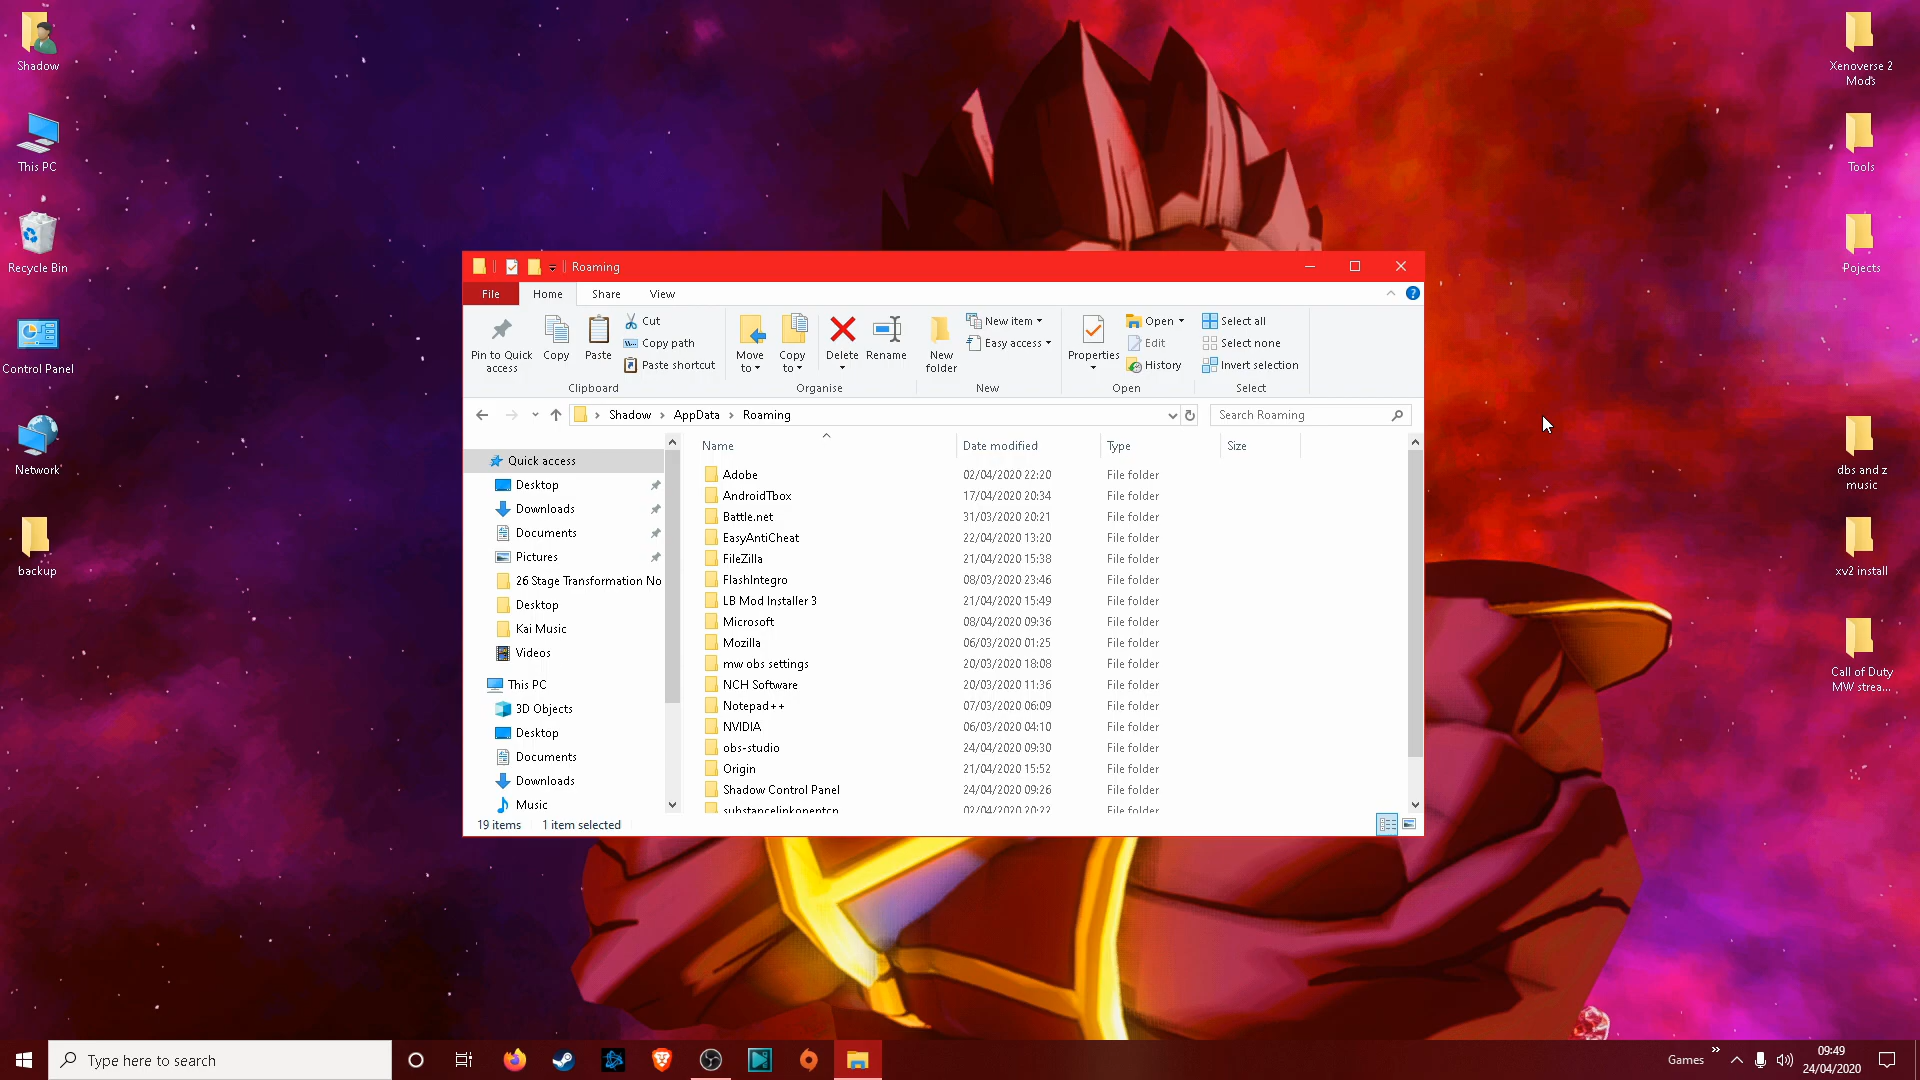 Shadow
This PC
Recycle Bin
Control Panel
Network
backup
Xenoverse 2
Mods
Tools
Pojects
dbs and z
music
xv2 install
Call of Duty
MW strea...
Roaming
File Home Share View
Pin to Quick
access
Copy
Paste
Cut
Copy path
Paste shortcut
Clipboard
Move
to
Copy
to
Delete
Rename
Organise
New
folder
New item
Easy access
New
Properties
Open
Edit
History
Open
Select all
Select none
Invert selection
Select
Shadow > AppData > Roaming
Search Roaming
Quick access
Desktop
Downloads
Documents
Pictures
26 Stage Transformation No
Desktop
Kai Music
Videos
This PC
3D Objects
Desktop
Documents
Downloads
Music
Name Date modified Type Size
Adobe 02/04/2020 22:20 File folder
AndroidTbox 17/04/2020 20:34 File folder
Battle.net 31/03/2020 20:21 File folder
EasyAntiCheat 22/04/2020 13:20 File folder
FileZilla 21/04/2020 15:38 File folder
FlashIntegro 08/03/2020 23:46 File folder
LB Mod Installer 3 21/04/2020 15:49 File folder
Microsoft 08/04/2020 09:36 File folder
Mozilla 06/03/2020 01:25 File folder
mw obs settings 20/03/2020 18:08 File folder
NCH Software 20/03/2020 11:36 File folder
Notepad++ 07/03/2020 06:09 File folder
NVIDIA 06/03/2020 04:10 File folder
obs-studio 24/04/2020 09:30 File folder
Origin 21/04/2020 15:52 File folder
Shadow Control Panel 24/04/2020 09:26 File folder
02/04/2020 20:22 File folder
19 items 1 item selected
Type here to search
Games
09:49
24/04/2020